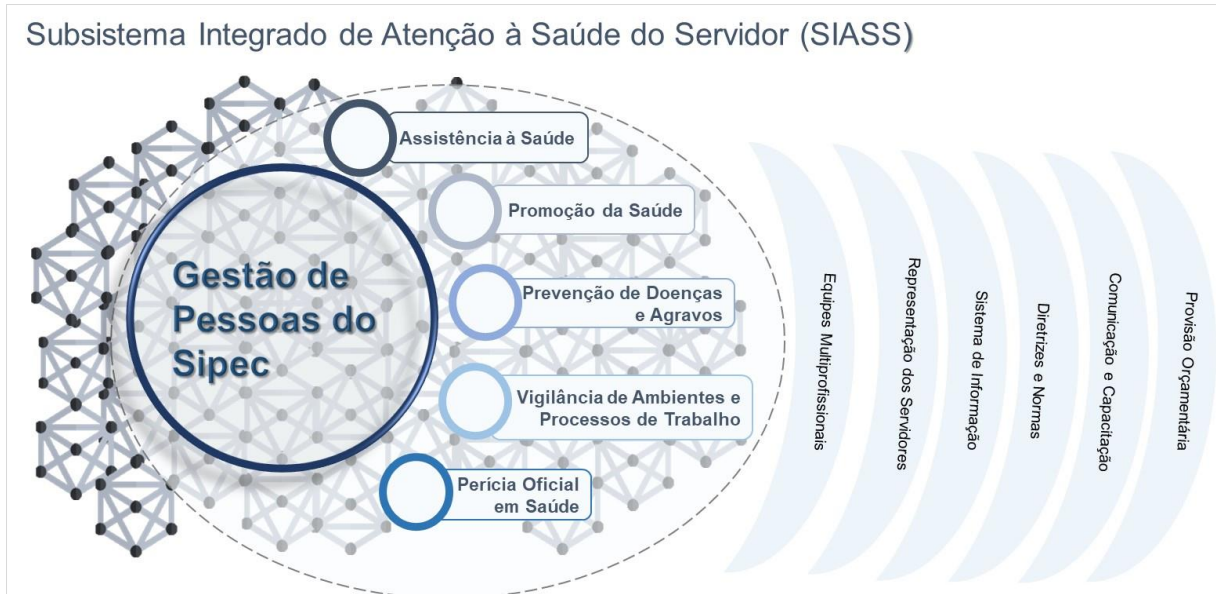 Subsistema Integrado de Atenção à Saúde do Servidor (SIASS)
Assistência à Saúde
Promoção da Saúde
Gestão de
Pessoas do
Sipec
Prevenção de Doenças
e Agravos
Vigilância de Ambientes e
Processos de Trabalho
Perícia Oficial
em Saúde
Equipes Multiprofissionais
Representação dos Servidores
Sistema de Informação
Diretrizes e Normas
Comunicação e Capacitação
Provisão Orçamentária